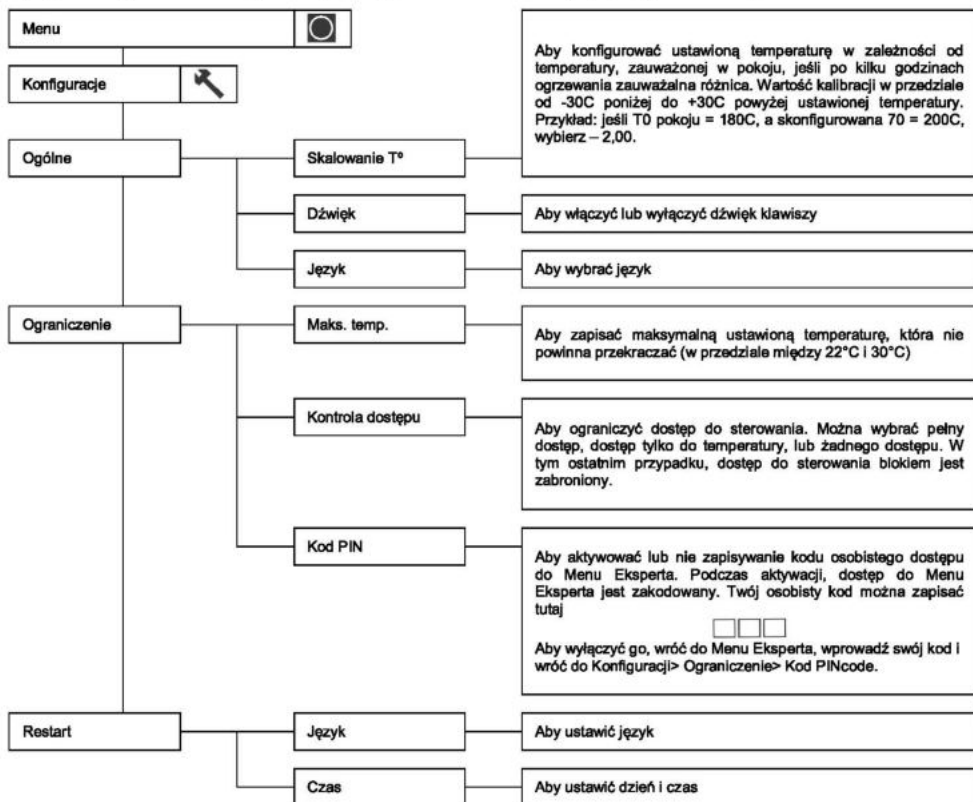 Menu
Konfiguracje
Aby konfigurować ustawioną temperaturę w zależności od
temperatury, zauważonej w pokoju, jeśli po kilku godzinach
ogrzewania zauważalna różnica. Wartość kalibracji w przedziale
od -30C poniżej do +30C powyżej ustawionej temperatury.
Przykład: jeśli T0 pokoju = 180C, a skonfigurowana 70 = 200C,
wybierz – 2,00.
Ogólne
Skalowanie Tº
Dźwięk
Aby włączyć lub wyłączyć dźwięk klawiszy
Język
Aby wybrać język
Ograniczenie
Maks. temp.
Aby zapisać maksymalną ustawioną temperaturę, która nie
powinna przekraczać (w przedziale między 22°C i 30°C)
Kontrola dostępu
Aby ograniczyć dostęp do sterowania. Można wybrać pełny
dostęp, dostęp tylko do temperatury, lub żadnego dostępu. W
tym ostatnim przypadku, dostęp do sterowania blokiem jest
zabroniony.
Kod PIN
Aby aktywować lub nie zapisywanie kodu osobistego dostępu
do Menu Eksperta. Podczas aktywacji, dostęp do Menu
Eksperta jest zakodowany. Twój osobisty kod można zapisać
tutaj
Aby wyłączyć go, wróć do Menu Eksperta, wprowadź swój kod i
wróć do Konfiguracji> Ograniczenie> Kod PINcode.
Restart
Język
Aby ustawić język
Czas
Aby ustawić dzień i czas